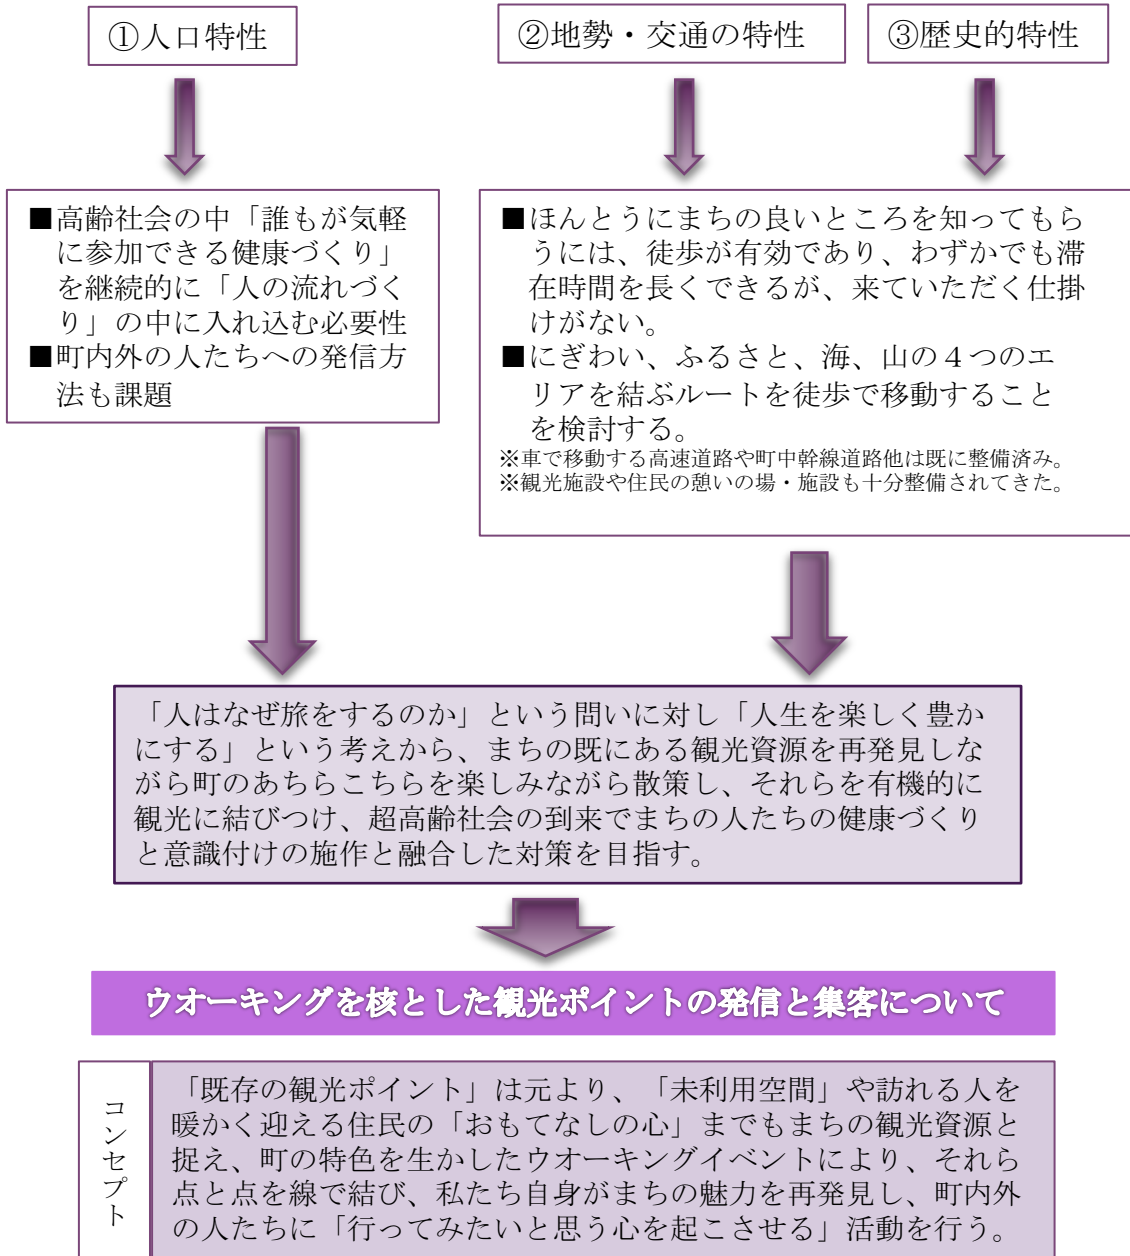 ①人口特性
②地勢・交通の特性
③歴史的特性
■高齢社会の中「誰もが気軽
に参加できる健康づくり」
を継続的に「人の流れづく
り」の中に入れ込む必要性
■町内外の人たちへの発信方
法も課題
■ほんとうにまちの良いところを知ってもら
うには、徒歩が有効であり、わずかでも滞
在時間を長くできるが、来ていただく仕掛
けがない。
■にぎわい、ふるさと、海、山の４つのエ
リアを結ぶルートを徒歩で移動すること
を検討する。
※車で移動する高速道路や町中幹線道路他は既に整備済み。
※観光施設や住民の憩いの場・施設も十分整備されてきた。
「人はなぜ旅をするのか」という問いに対し「人生を楽しく豊か
にする」という考えから、まちの既にある観光資源を再発見しな
がら町のあちらこちらを楽しみながら散策し、それらを有機的に
観光に結びつけ、超高齢社会の到来でまちの人たちの健康づくり
と意識付けの施作と融合した対策を目指す。
ウオーキングを核とした観光ポイントの発信と集客について
コンセプト
「既存の観光ポイント」は元より、「未利用空間」や訪れる人を
暖かく迎える住民の「おもてなしの心」までもまちの観光資源と
捉え、町の特色を生かしたウオーキングイベントにより、それら
点と点を線で結び、私たち自身がまちの魅力を再発見し、町内外
の人たちに「行ってみたいと思う心を起こさせる」活動を行う。